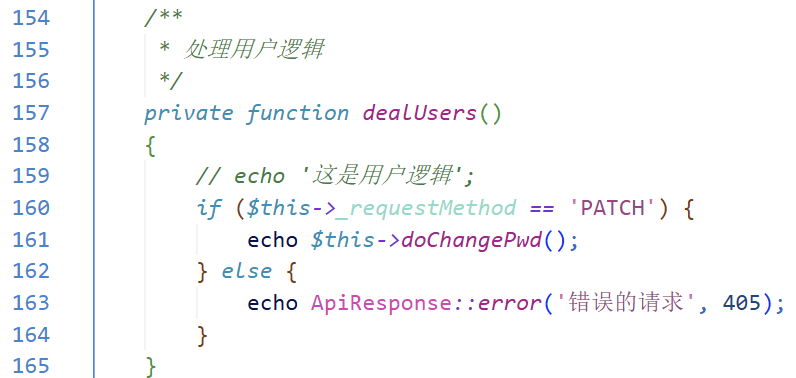 154 /**
155 * 处理用户逻辑
156 */
157 private function dealUsers()
158 {
159 // echo '这是用户逻辑';
160 if ($this->_requestMethod == 'PATCH') {
161 echo $this->doChangePwd();
162 } else {
163 echo ApiResponse::error('错误的请求', 405);
164 }
165 }